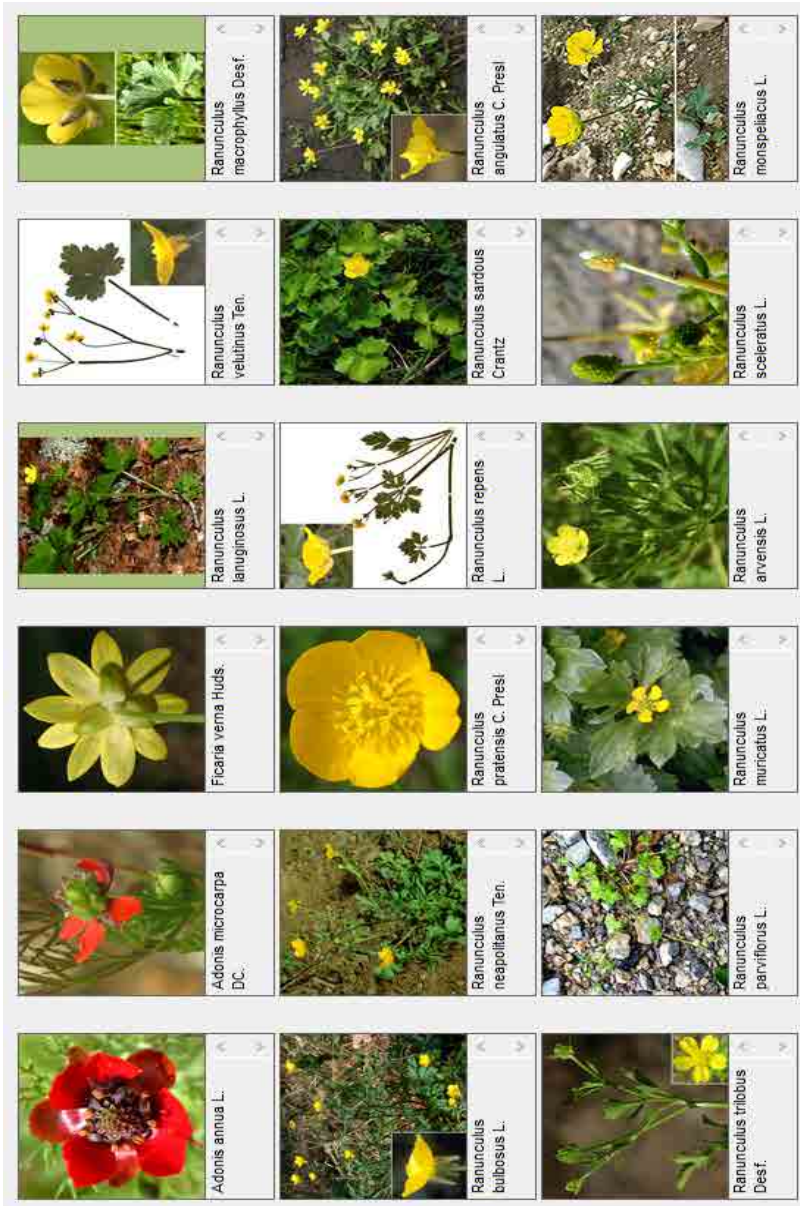 Adonis annua L.
Adonis microcarpa
DC.
Ficaria verna Huds.
Ranunculus
lanuginosus L.
Ranunculus
velutinus Ten.
Ranunculus
macrophyllus Desf.
Ranunculus
bulbosus L.
Ranunculus
neapolitanus Ten.
Ranunculus
pratensis C. Presl
Ranunculus repens
L.
Ranunculus sardous
Crantz
Ranunculus
angulatus C. Presl
Ranunculus trilobus
Desf.
Ranunculus
parviflorus L.
Ranunculus
muricatus L.
Ranunculus
arvensis L.
Ranunculus
sceleratus L.
Ranunculus
monspeliacus L.